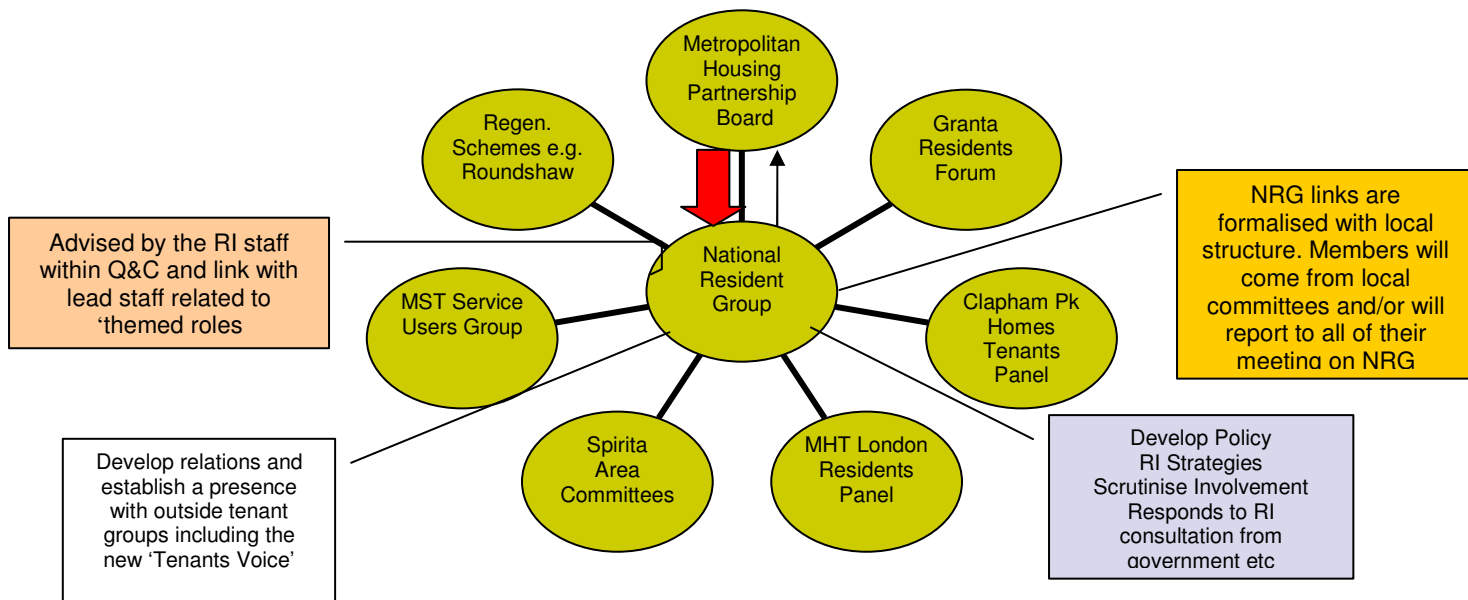 Metropolitan
Housing
Partnership
Board
Regen.
Schemes e.g.
Roundshaw
Granta
Residents
Forum
NRG links are
formalised with local
structure. Members will
come from local
committees and/or will
report to all of their
meeting on NRG
Advised by the RI staff
within Q&C and link with
lead staff related to
‘themed roles
National
Resident
Group
MST Service
Users Group
Clapham Pk
Homes
Tenants
Panel
Develop relations and
establish a presence
with outside tenant
groups including the
new ‘Tenants Voice’
Spirita
Area
Committees
MHT London
Residents
Panel
Develop Policy
RI Strategies
Scrutinise Involvement
Responds to RI
consultation from
government etc